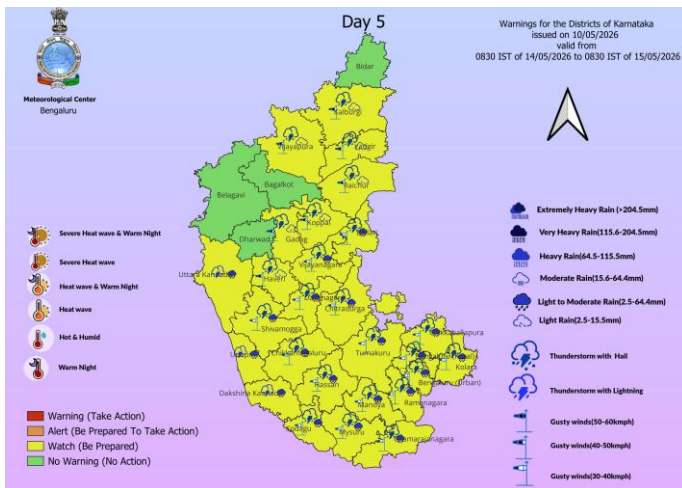 Day 5
Warnings for the Districts of Karnataka
issued on 10/05/2026
valid from
0830 IST of 14/05/2026 to 0830 IST of 15/05/2026
Meteorological Center
Bengaluru
Bidar
Kalburgi
Vijayapura
Yadgir
Raichur
Bagalkot
Belagavi
Koppal
Dharwad
Gadag
Vijayanagara
Uttara Kannada
Haveri
Chitradurga
Shivamogga
Tumakuru
Kolara
Hassan
Bengaluru (Urban)
Ramanagara
Dakshina Kannada
Mandya
Kodagu
Mysuru
Chamarajanagara
Severe Heat wave & Warm Night
Severe Heat wave
Heat wave & Warm Night
Heat wave
Hot & Humid
Warm Night
Extremely Heavy Rain (>204.5mm)
Very Heavy Rain(115.6-204.5mm)
Heavy Rain(64.5-115.5mm)
Moderate Rain(15.6-64.4mm)
Light to Moderate Rain(2.5-64.4mm)
Light Rain(2.5-15.5mm)
Thunderstorm with Hail
Thunderstorm with Lightning
Gusty winds(50-60kmph)
Gusty winds(40-50kmph)
Gusty winds(30-40kmph)
Warning (Take Action)
Alert (Be Prepared To Take Action)
Watch (Be Prepared)
No Warning (No Action)